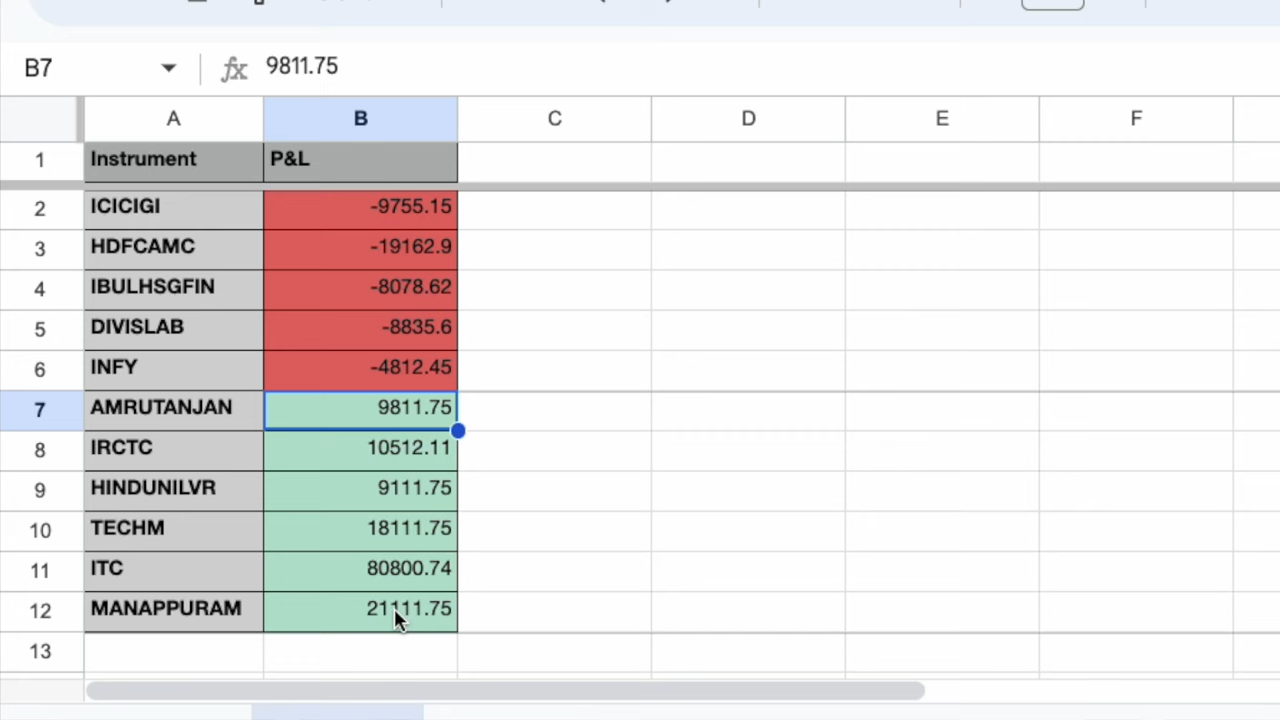 B7 fx 9811.75
A B C D E F
1 Instrument P&L
2 ICICIGI -9755.15
3 HDFCAMC -19162.9
4 IBULHSGFIN -8078.62
5 DIVISLAB -8835.6
6 INFY -4812.45
7 AMRUTANJAN 9811.75
8 IRCTC 10512.11
9 HINDUNILVR 9111.75
10 TECHM 18111.75
11 ITC 80800.74
12 MANAPPURAM 21111.75
13